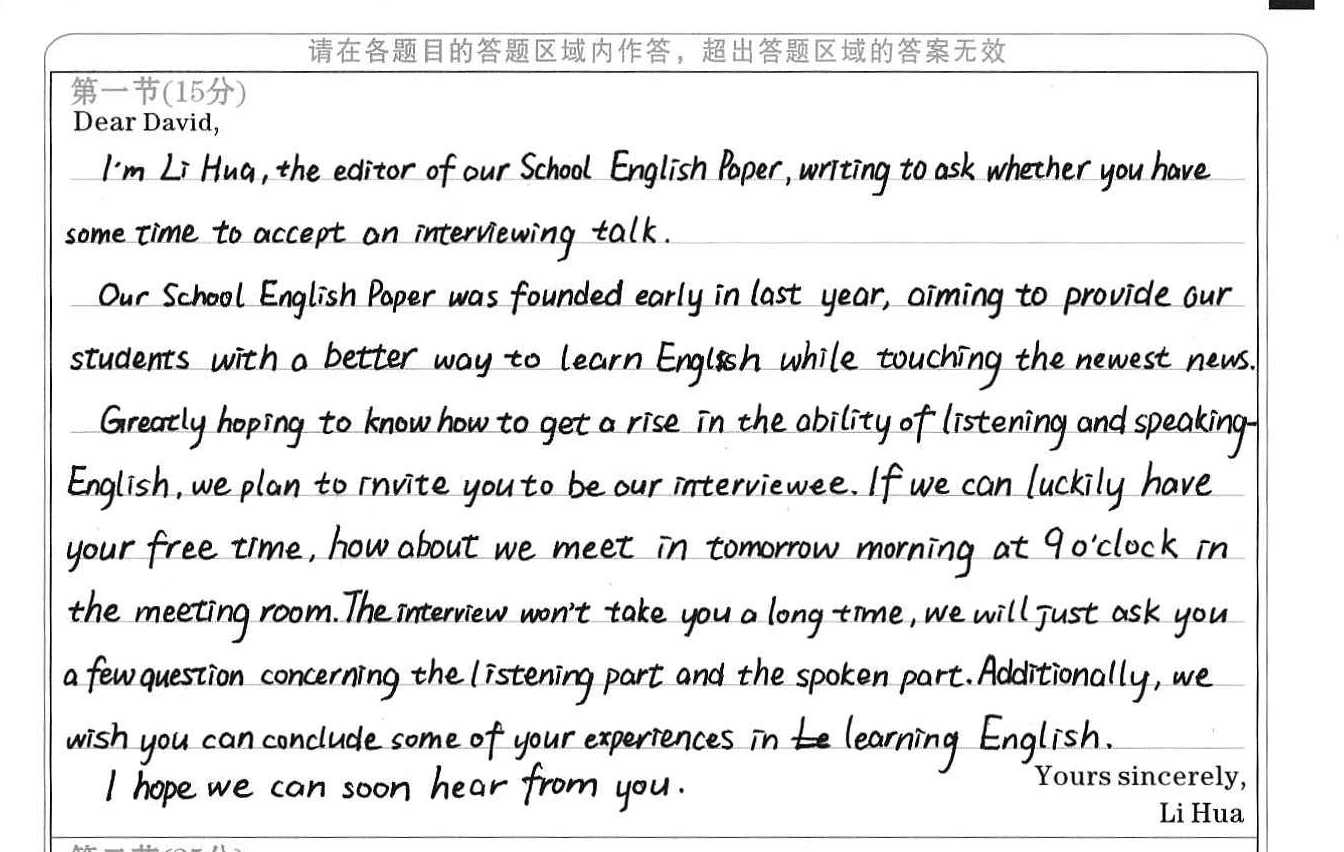 请在各题目的答题区域内作答，超出答题区域的答案无效
第一节(15分)
Dear David,
I'm Li Hua, the editor of our School English Paper, writing to ask whether you have
some time to accept an interviewing talk.
Our School English Paper was founded early in last year, aiming to provide our
students with a better way to learn English while touching the newest news.
Greatly hoping to know how to get a rise in the ability of listening and speaking-
English, we plan to invite you to be our interviewee. If we can luckily have
your free time, how about we meet in tomorrow morning at 9 o'clock in
the meeting room. The interview won't take you a long time, we will just ask you
a few question concerning the listening part and the spoken part. Additionally, we
wish you can conclude some of your experiences in learning English.
I hope we can soon hear from you.
Yours sincerely,
Li Hua